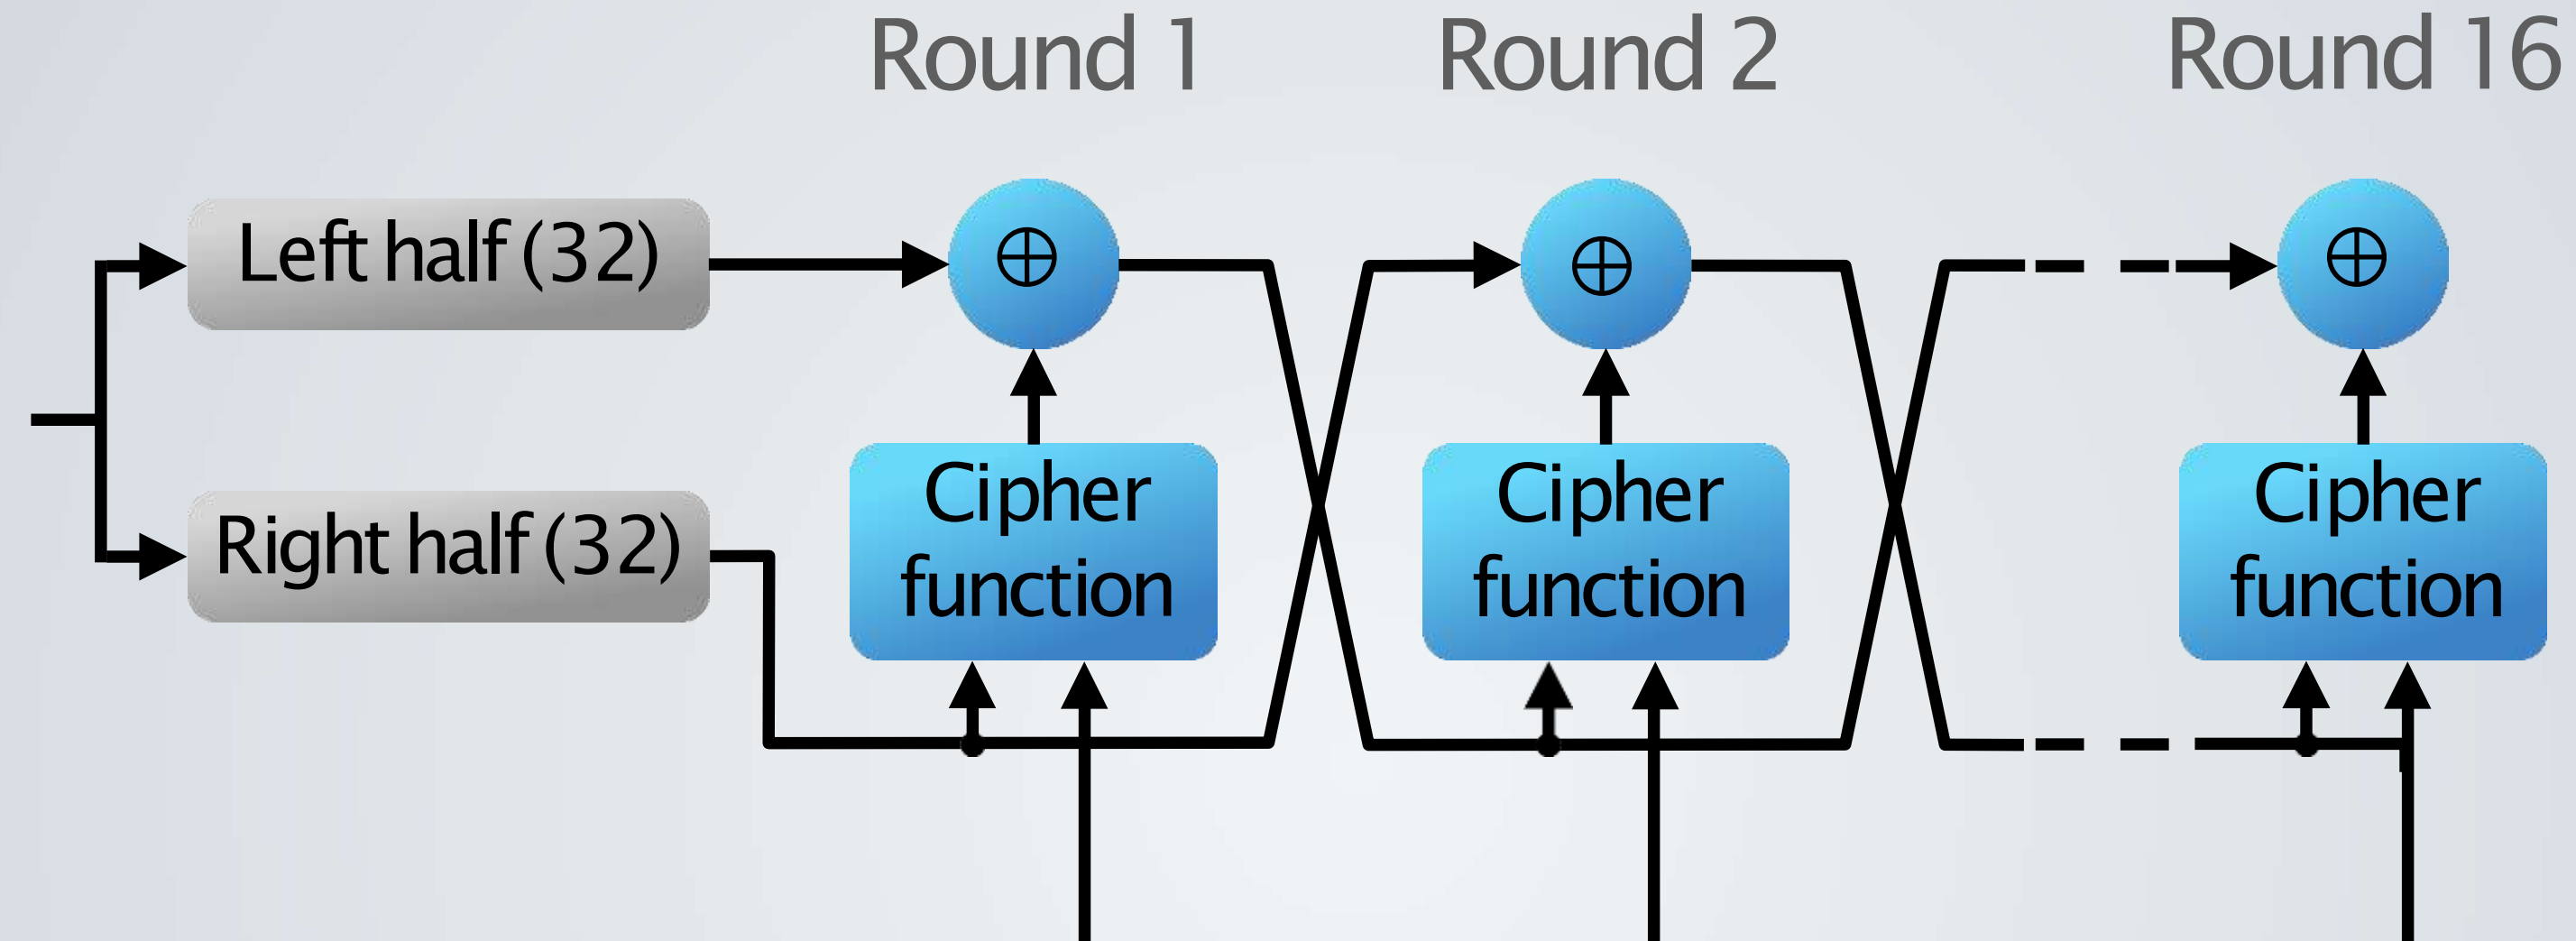 Round 1
Round 2
Round 16
Left half (32)
⊕
⊕
⊕
Right half (32)
Cipher
function
Cipher
function
Cipher
function